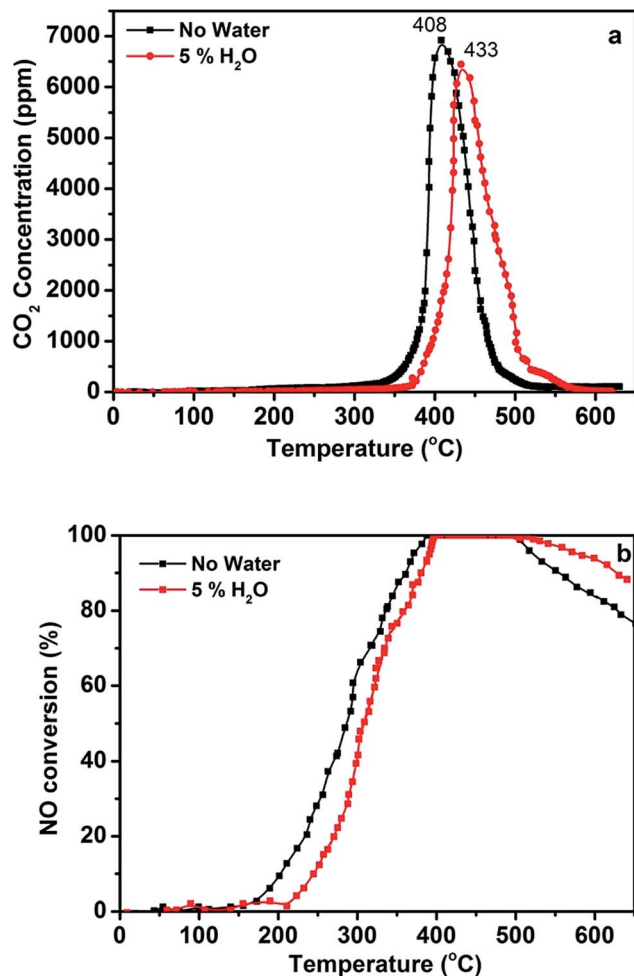 a
408
433
No Water
5 % H₂O
7000
6000
5000
4000
3000
2000
1000
0
CO₂ Concentration (ppm)
0 100 200 300 400 500 600
Temperature (°C)
b
No Water
5 % H₂O
100
80
60
40
20
0
NO conversion (%)
0 100 200 300 400 500 600
Temperature (°C)